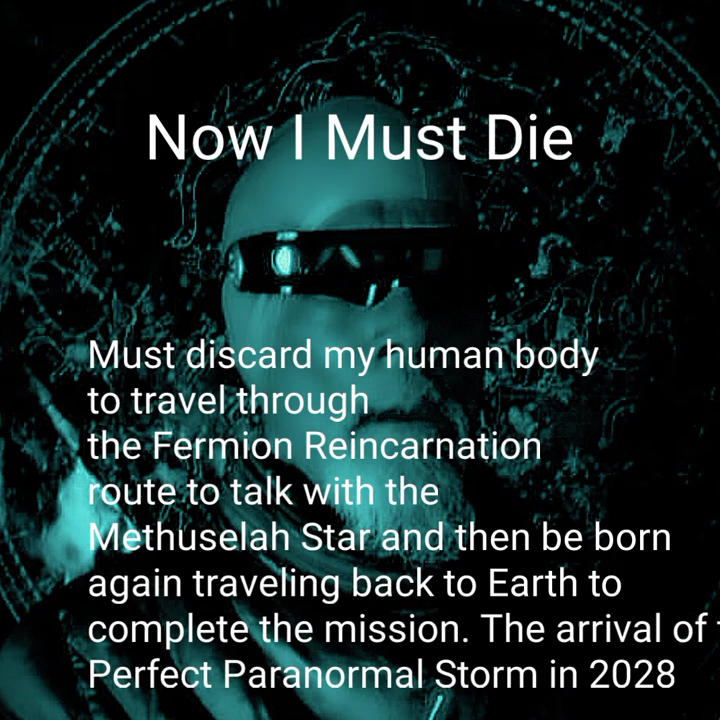 Now I Must Die
Must discard my human body
to travel through
the Fermion Reincarnation
route to talk with the
Methuselah Star and then be born
again traveling back to Earth to
complete the mission. The arrival of
Perfect Paranormal Storm in 2028